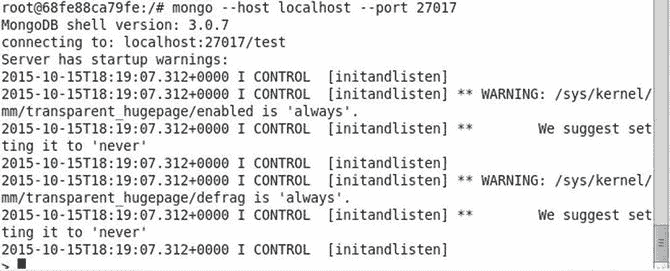 root@68fe88ca79fe:/# mongo --host localhost --port 27017
MongoDB shell version: 3.0.7
connecting to: localhost:27017/test
Server has startup warnings:
2015-10-15T18:19:07.312+0000 I CONTROL  [initandlisten]
2015-10-15T18:19:07.312+0000 I CONTROL  [initandlisten] ** WARNING: /sys/kernel/
mm/transparent_hugepage/enabled is 'always'.
2015-10-15T18:19:07.312+0000 I CONTROL  [initandlisten] **        We suggest set
ting it to 'never'
2015-10-15T18:19:07.312+0000 I CONTROL  [initandlisten]
2015-10-15T18:19:07.312+0000 I CONTROL  [initandlisten] ** WARNING: /sys/kernel/
mm/transparent_hugepage/defrag is 'always'.
2015-10-15T18:19:07.312+0000 I CONTROL  [initandlisten] **        We suggest set
ting it to 'never'
2015-10-15T18:19:07.312+0000 I CONTROL  [initandlisten]
>